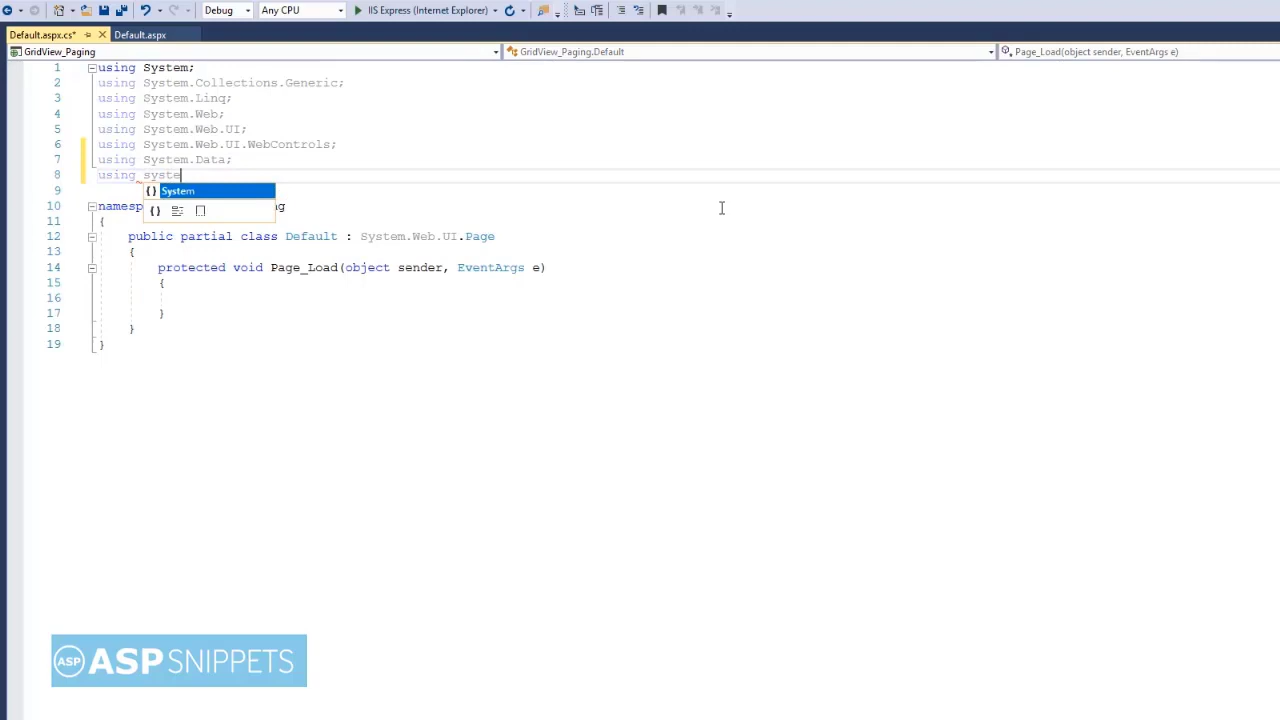 Debug Any CPU IIS Express (Internet Explorer)
Default.aspx.cs* Default.aspx
GridView_Paging GridView_Paging.Default Page_Load(object sender, EventArgs e)
1 using System;
2 using System.Collections.Generic;
3 using System.Linq;
4 using System.Web;
5 using System.Web.UI;
6 using System.Web.UI.WebControls;
7 using System.Data;
8 using syste
{} System
9
{}
10 namesp g
11 {
12 public partial class Default : System.Web.UI.Page
13 {
14 protected void Page_Load(object sender, EventArgs e)
15 {
16
17 }
18 }
19 }
ASP ASPSNIPPETS